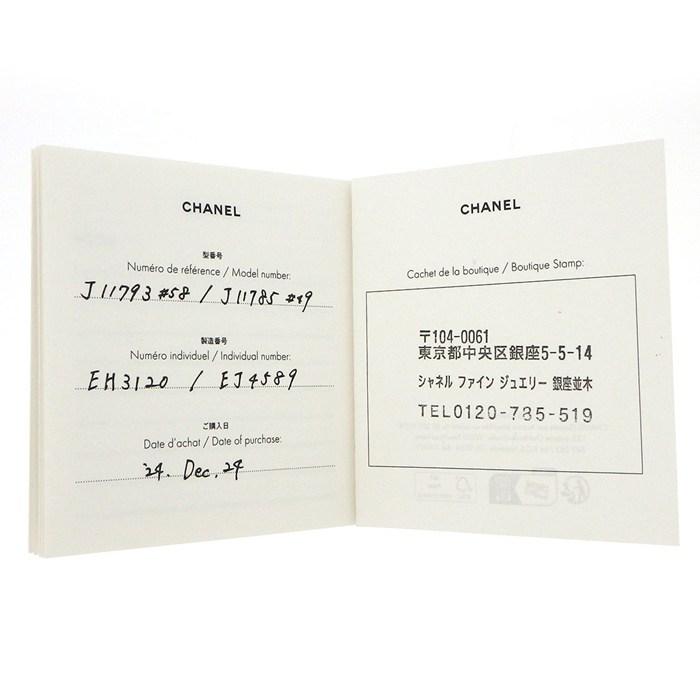 CHANEL
型番号
Numéro de référence / Model number:
J11793 #58 / J11785 #49
製造番号
Numéro individuel / Individual number:
EH3120 / EJ4589
ご購入日
Date d'achat / Date of purchase:
'24. Dec. 24
CHANEL
Cachet de la boutique / Boutique Stamp:
〒104-0061
東京都中央区銀座5-5-14
シャネル ファイン ジュエリー 銀座並木
TEL0120-785-519